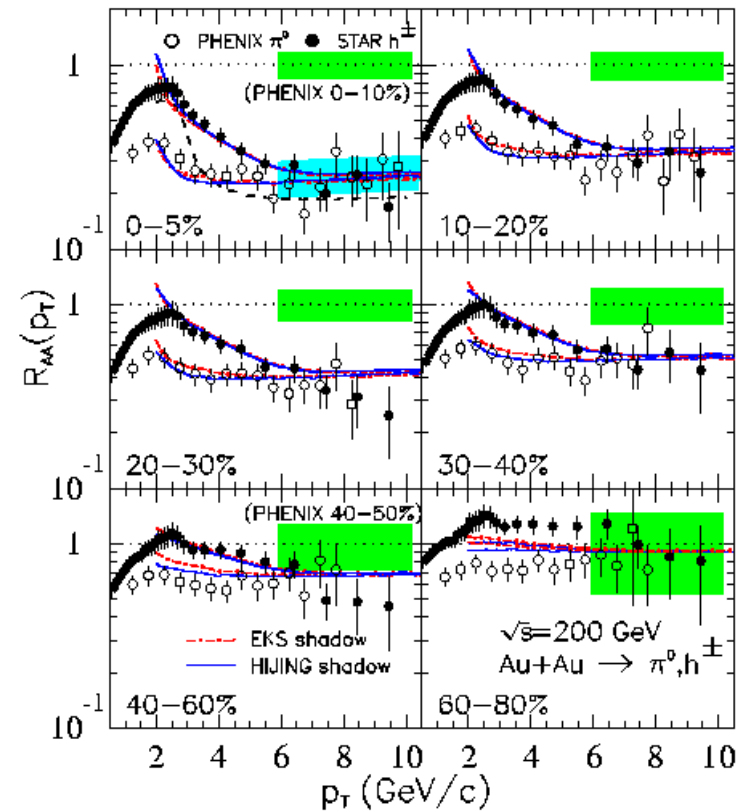 ○ PHENIX π⁰ ● STAR h±
(PHENIX 0−10%)
1
10⁻¹
0−5%
10−20%
R_AA(p_T)
1
10⁻¹
20−30%
30−40%
(PHENIX 40−50%)
1
10⁻¹
EKS shadow
HIJING shadow
40−60%
√s=200 GeV
Au+Au → π⁰,h±
60−80%
2 4 6 8 10 2 4 6 8 10
p_T (GeV/c)